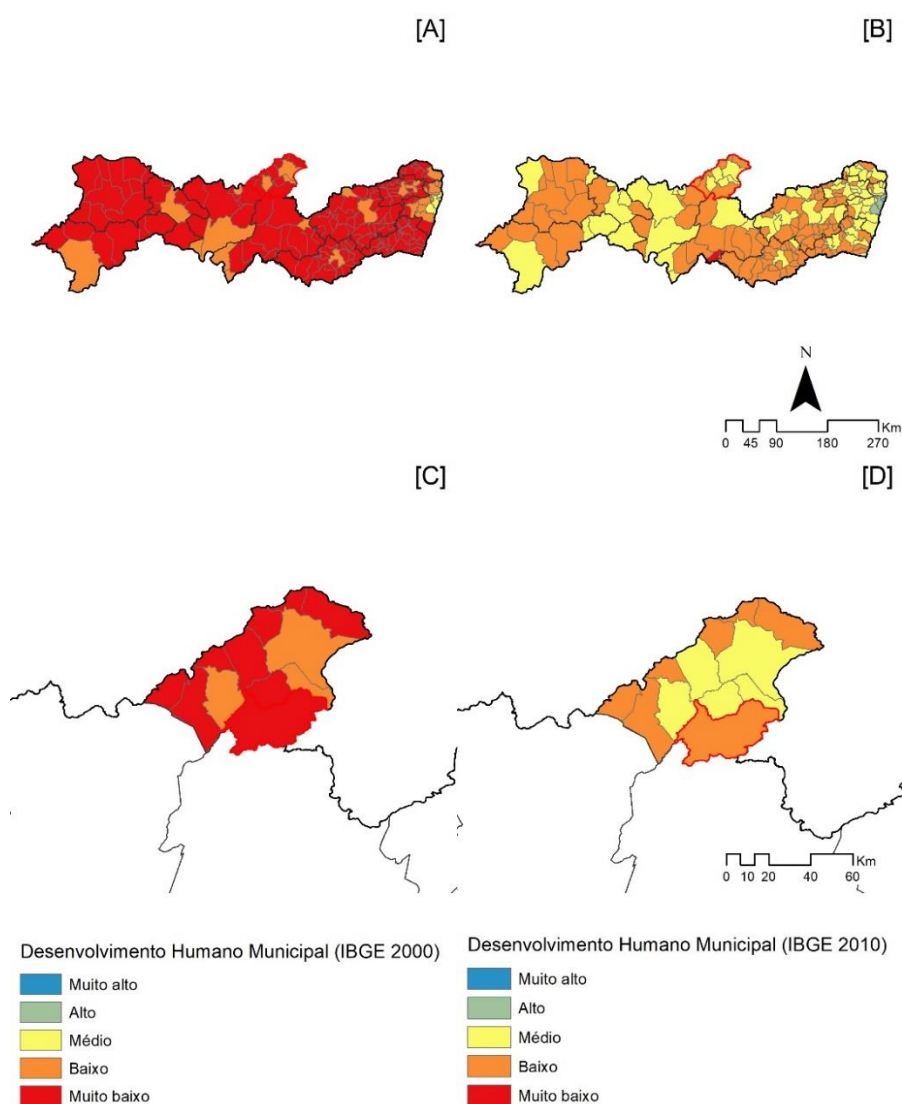 [A]
[B]
N
Km
0 45 90 180 270
[C]
[D]
Km
0 10 20 40 60
Desenvolvimento Humano Municipal (IBGE 2000)
Muito alto
Alto
Médio
Baixo
Muito baixo
Desenvolvimento Humano Municipal (IBGE 2010)
Muito alto
Alto
Médio
Baixo
Muito baixo